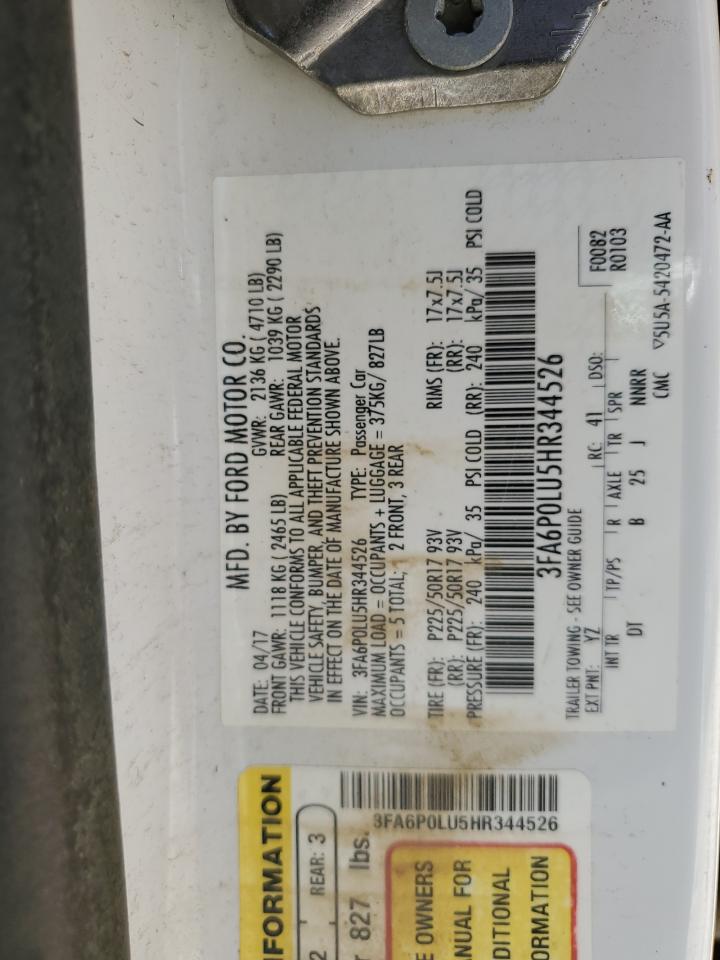 MFD. BY FORD MOTOR CO.
DATE: 04/17 GVWR: 2136 KG ( 4710 LB)
FRONT GAWR: 1118 KG ( 2465 LB) REAR GAWR: 1039 KG ( 2290 LB)
THIS VEHICLE CONFORMS TO ALL APPLICABLE FEDERAL MOTOR
VEHICLE SAFETY, BUMPER, AND THEFT PREVENTION STANDARDS
IN EFFECT ON THE DATE OF MANUFACTURE SHOWN ABOVE.
VIN: 3FA6P0LU5HR344526 TYPE: Passenger Car
MAXIMUM LOAD = OCCUPANTS + LUGGAGE = 375KG/ 827LB
OCCUPANTS = 5 TOTAL; 2 FRONT, 3 REAR
TIRE (FR): P225/50R17 93V RIMS (FR): 17x7.5J
(RR): P225/50R17 93V (RR): 17x7.5J
PRESSURE (FR): 240 kPa/ 35 PSI COLD (RR): 240 kPa/ 35 PSI COLD
3FA6P0LU5HR344526
TRAILER TOWING - SEE OWNER GUIDE
F0082
R0103
EXT PNT: YZ RC: 41 DSO:
INT TR TP/PS R AXLE TR SPR
DT B 25 J NNRR
CMC ▽5U5A-5420472-AA
FORMATION
2 REAR: 3
827 lbs.
3FA6P0LU5HR344526
E OWNERS
ANUAL FOR
DITIONAL
ORMATION